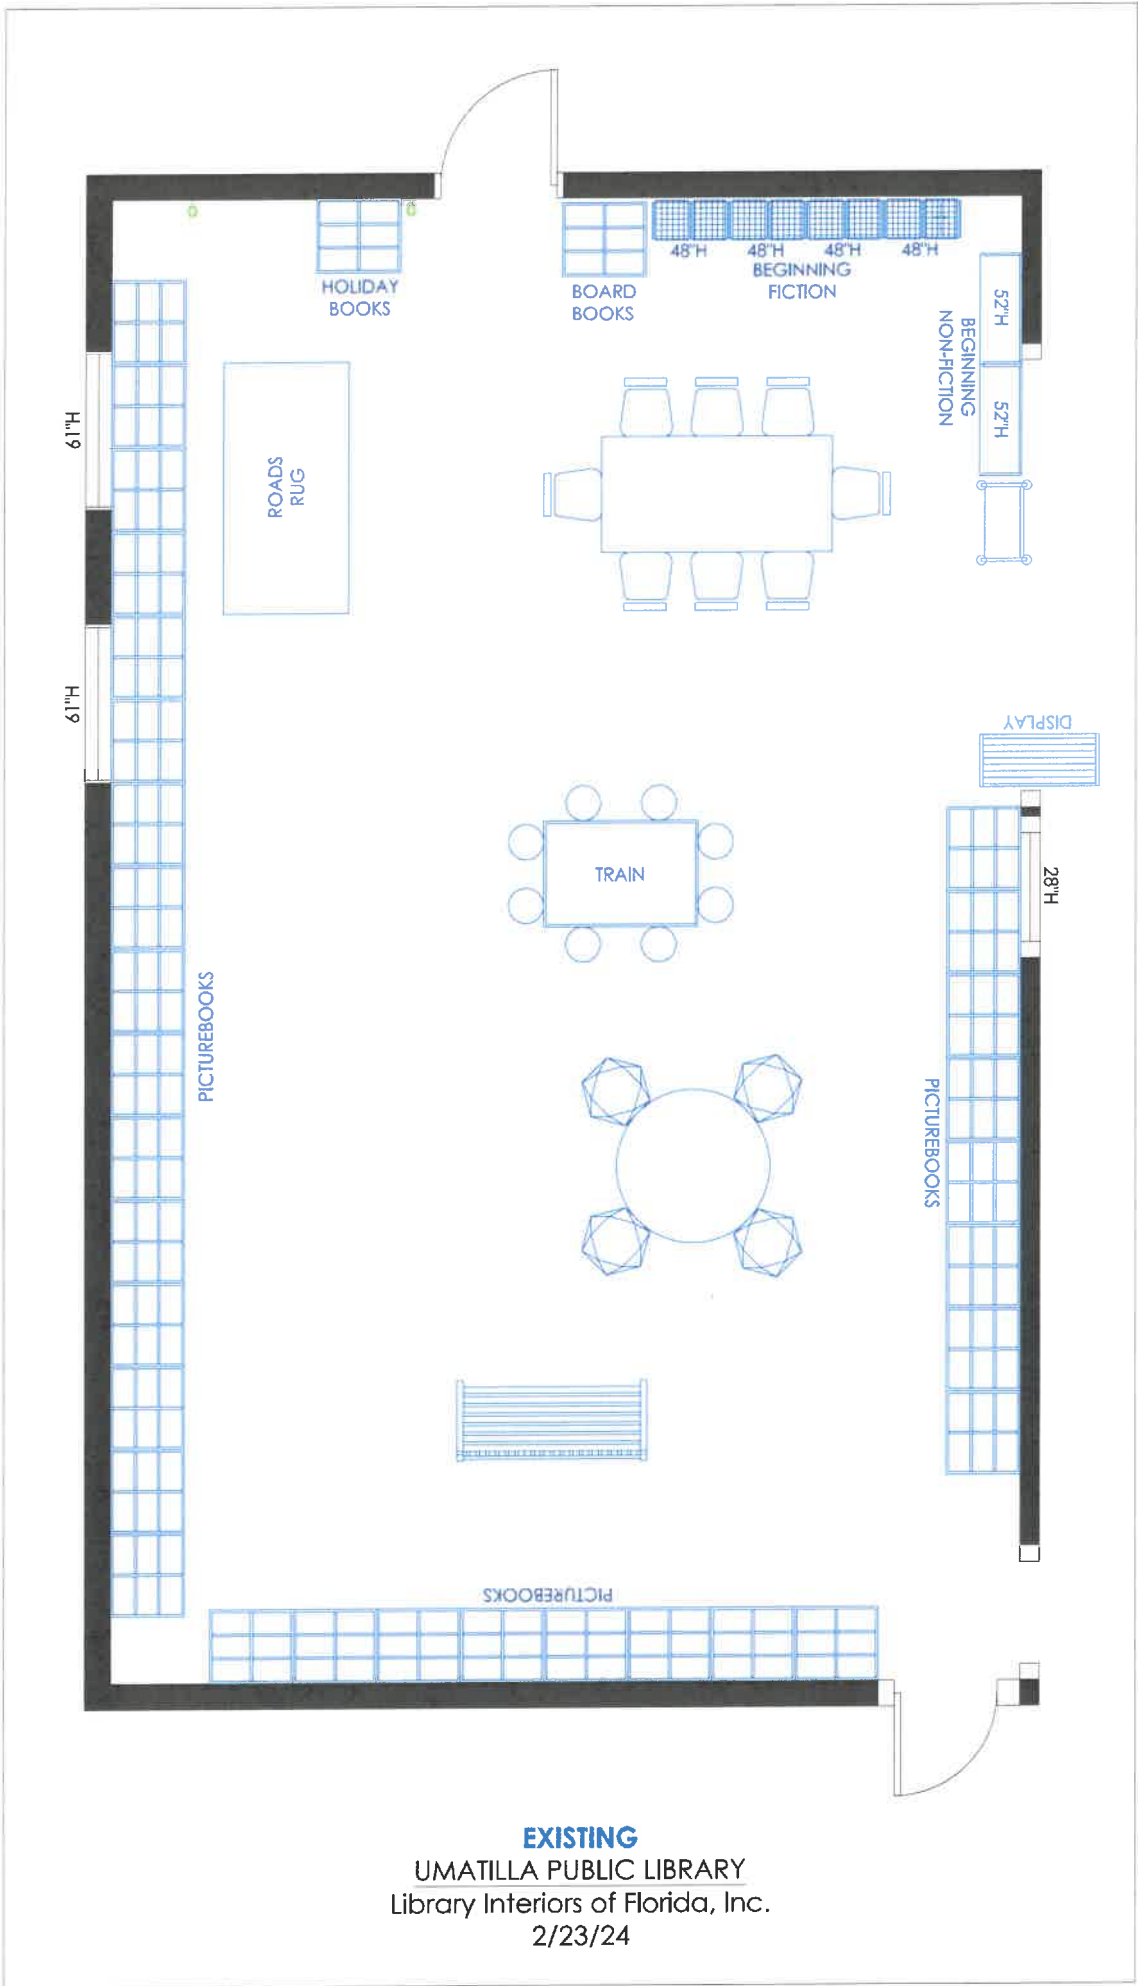 HOLIDAY
BOOKS
BOARD
BOOKS
48"H
48"H
48"H
48"H
BEGINNING
FICTION
BEGINNING
NON-FICTION
52"H
52"H
61"H
ROADS
RUG
61"H
DISPLAY
TRAIN
28"H
PICTUREBOOKS
PICTUREBOOKS
PICTUREBOOKS
EXISTING
UMATILLA PUBLIC LIBRARY
Library Interiors of Florida, Inc.
2/23/24